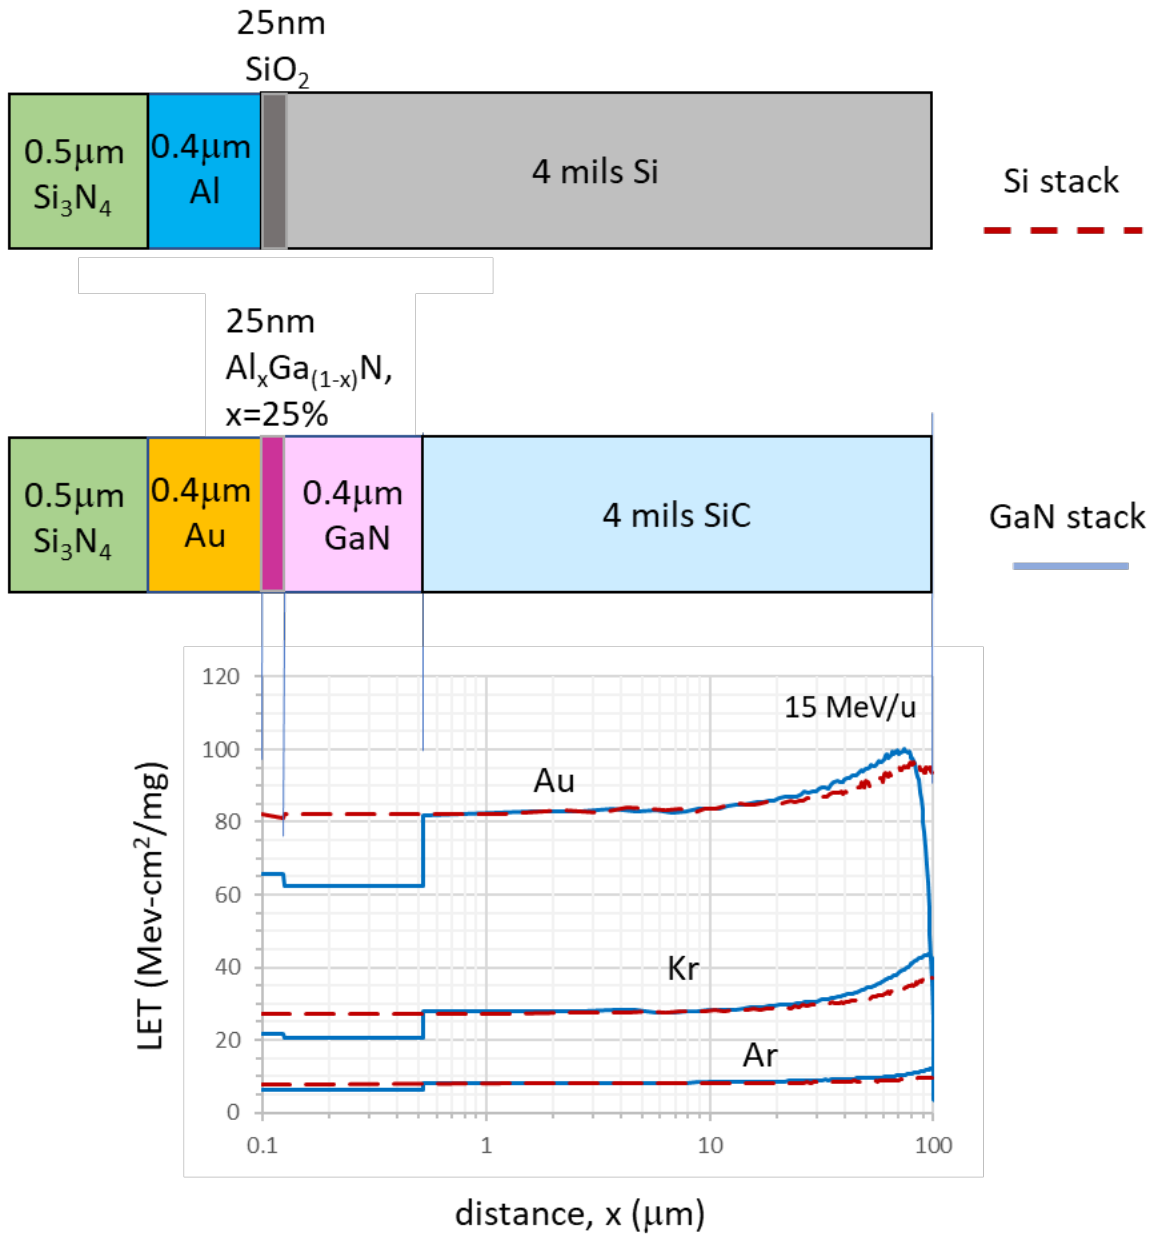 25nm
SiO2
0.5μm
Si3N4
0.4μm
Al
4 mils Si
Si stack
25nm
AlxGa(1-x)N,
x=25%
0.5μm
Si3N4
0.4μm
Au
0.4μm
GaN
4 mils SiC
GaN stack
120
100
80
60
40
20
0
LET (Mev-cm2/mg)
15 MeV/u
Au
Kr
Ar
0.1
1
10
100
distance, x (μm)